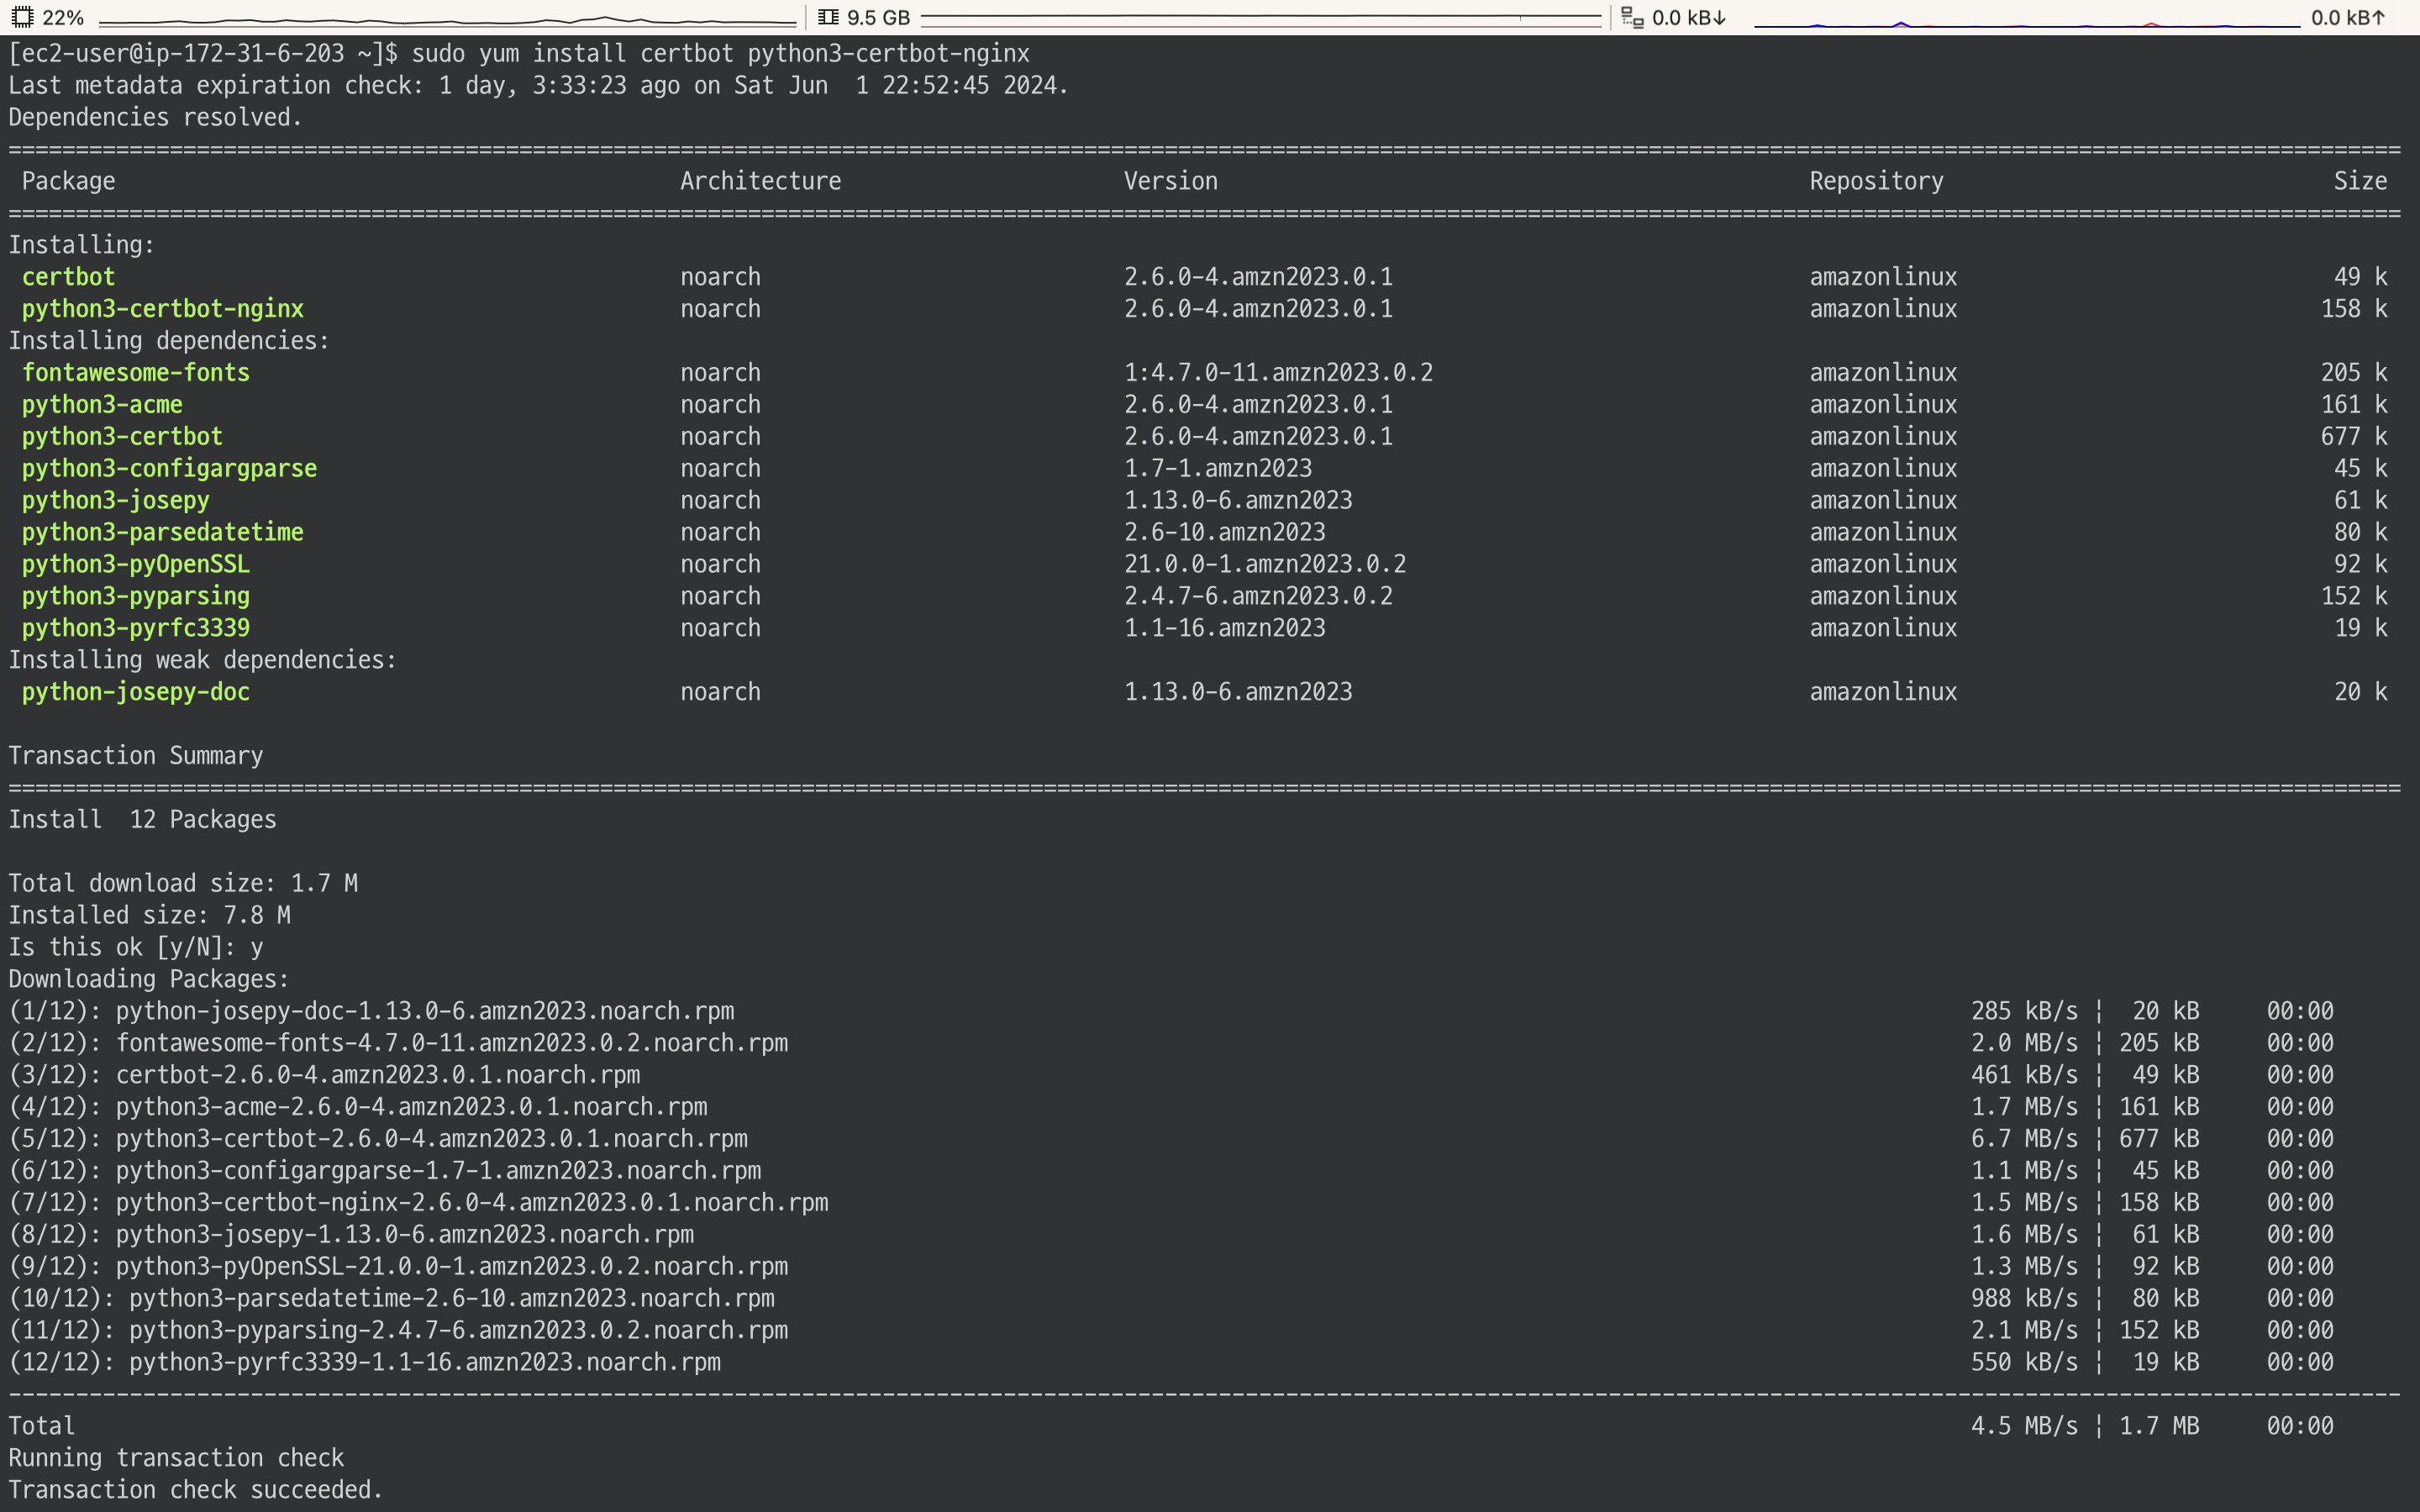 22% 9.5 GB 0.0 kB↓ 0.0 kB↑
[ec2-user@ip-172-31-6-203 ~]$ sudo yum install certbot python3-certbot-nginx
Last metadata expiration check: 1 day, 3:33:23 ago on Sat Jun  1 22:52:45 2024.
Dependencies resolved.
================================================================================
Package Architecture Version Repository Size
================================================================================
Installing:
certbot noarch 2.6.0-4.amzn2023.0.1 amazonlinux 49 k
python3-certbot-nginx noarch 2.6.0-4.amzn2023.0.1 amazonlinux 158 k
Installing dependencies:
fontawesome-fonts noarch 1:4.7.0-11.amzn2023.0.2 amazonlinux 205 k
python3-acme noarch 2.6.0-4.amzn2023.0.1 amazonlinux 161 k
python3-certbot noarch 2.6.0-4.amzn2023.0.1 amazonlinux 677 k
python3-configargparse noarch 1.7-1.amzn2023 amazonlinux 45 k
python3-josepy noarch 1.13.0-6.amzn2023 amazonlinux 61 k
python3-parsedatetime noarch 2.6-10.amzn2023 amazonlinux 80 k
python3-pyOpenSSL noarch 21.0.0-1.amzn2023.0.2 amazonlinux 92 k
python3-pyparsing noarch 2.4.7-6.amzn2023.0.2 amazonlinux 152 k
python3-pyrfc3339 noarch 1.1-16.amzn2023 amazonlinux 19 k
Installing weak dependencies:
python-josepy-doc noarch 1.13.0-6.amzn2023 amazonlinux 20 k
Transaction Summary
================================================================================
Install  12 Packages
Total download size: 1.7 M
Installed size: 7.8 M
Is this ok [y/N]: y
Downloading Packages:
(1/12): python-josepy-doc-1.13.0-6.amzn2023.noarch.rpm 285 kB/s ¦ 20 kB 00:00
(2/12): fontawesome-fonts-4.7.0-11.amzn2023.0.2.noarch.rpm 2.0 MB/s ¦ 205 kB 00:00
(3/12): certbot-2.6.0-4.amzn2023.0.1.noarch.rpm 461 kB/s ¦ 49 kB 00:00
(4/12): python3-acme-2.6.0-4.amzn2023.0.1.noarch.rpm 1.7 MB/s ¦ 161 kB 00:00
(5/12): python3-certbot-2.6.0-4.amzn2023.0.1.noarch.rpm 6.7 MB/s ¦ 677 kB 00:00
(6/12): python3-configargparse-1.7-1.amzn2023.noarch.rpm 1.1 MB/s ¦ 45 kB 00:00
(7/12): python3-certbot-nginx-2.6.0-4.amzn2023.0.1.noarch.rpm 1.5 MB/s ¦ 158 kB 00:00
(8/12): python3-josepy-1.13.0-6.amzn2023.noarch.rpm 1.6 MB/s ¦ 61 kB 00:00
(9/12): python3-pyOpenSSL-21.0.0-1.amzn2023.0.2.noarch.rpm 1.3 MB/s ¦ 92 kB 00:00
(10/12): python3-parsedatetime-2.6-10.amzn2023.noarch.rpm 988 kB/s ¦ 80 kB 00:00
(11/12): python3-pyparsing-2.4.7-6.amzn2023.0.2.noarch.rpm 2.1 MB/s ¦ 152 kB 00:00
(12/12): python3-pyrfc3339-1.1-16.amzn2023.noarch.rpm 550 kB/s ¦ 19 kB 00:00
--------------------------------------------------------------------------------
Total 4.5 MB/s ¦ 1.7 MB 00:00
Running transaction check
Transaction check succeeded.